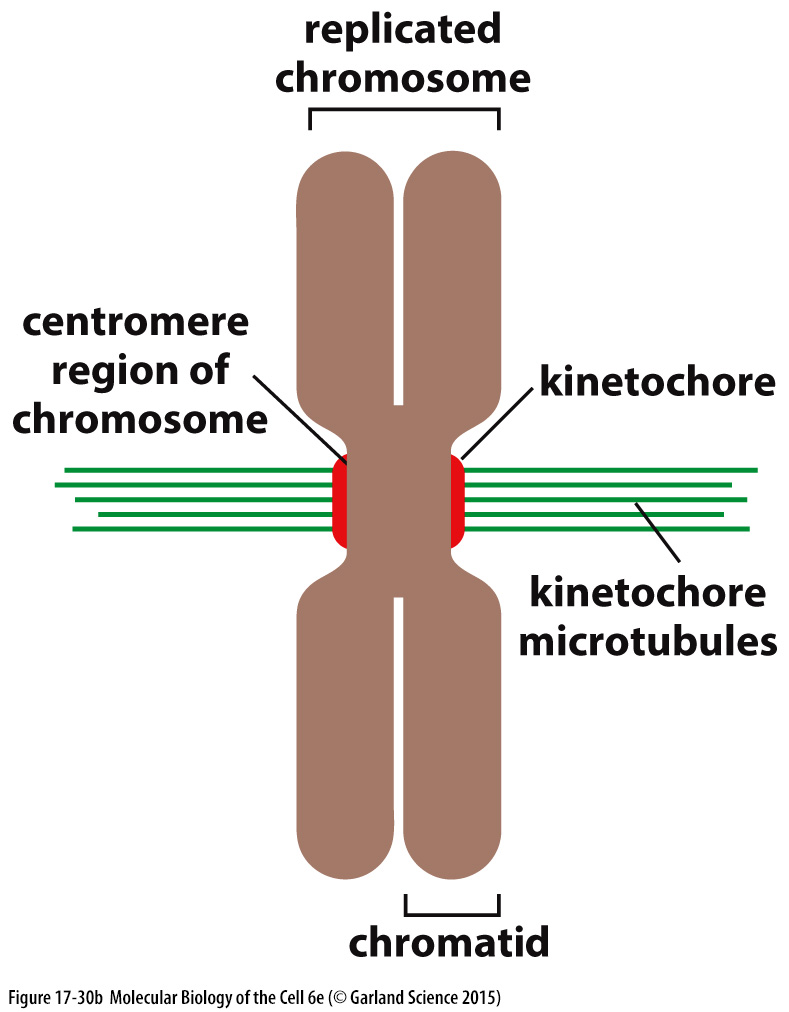 replicated
chromosome
centromere
region of
chromosome
kinetochore
kinetochore
microtubules
chromatid
Figure 17-30b Molecular Biology of the Cell 6e (© Garland Science 2015)